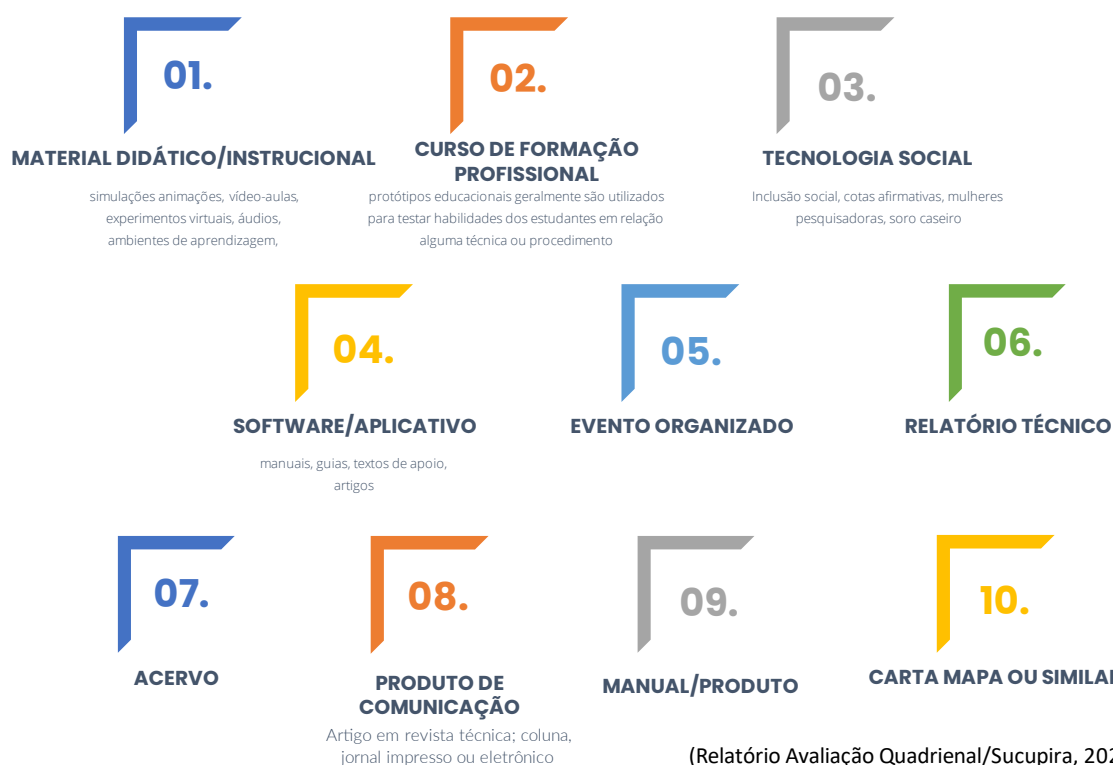 01.
MATERIAL DIDÁTICO/INSTRUCIONAL
simulações animações, vídeo-aulas,
experimentos virtuais, áudios,
ambientes de aprendizagem,
02.
CURSO DE FORMAÇÃO
PROFISSIONAL
protótipos educacionais geralmente são utilizados
para testar habilidades dos estudantes em relação
alguma técnica ou procedimento
03.
TECNOLOGIA SOCIAL
Inclusão social, cotas afirmativas, mulheres
pesquisadoras, soro caseiro
04.
SOFTWARE/APLICATIVO
manuais, guias, textos de apoio,
artigos
05.
EVENTO ORGANIZADO
06.
RELATÓRIO TÉCNICO
07.
ACERVO
08.
PRODUTO DE
COMUNICAÇÃO
Artigo em revista técnica; coluna,
jornal impresso ou eletrônico
09.
MANUAL/PRODUTO
10.
CARTA MAPA OU SIMILAR
(Relatório Avaliação Quadrienal/Sucupira,